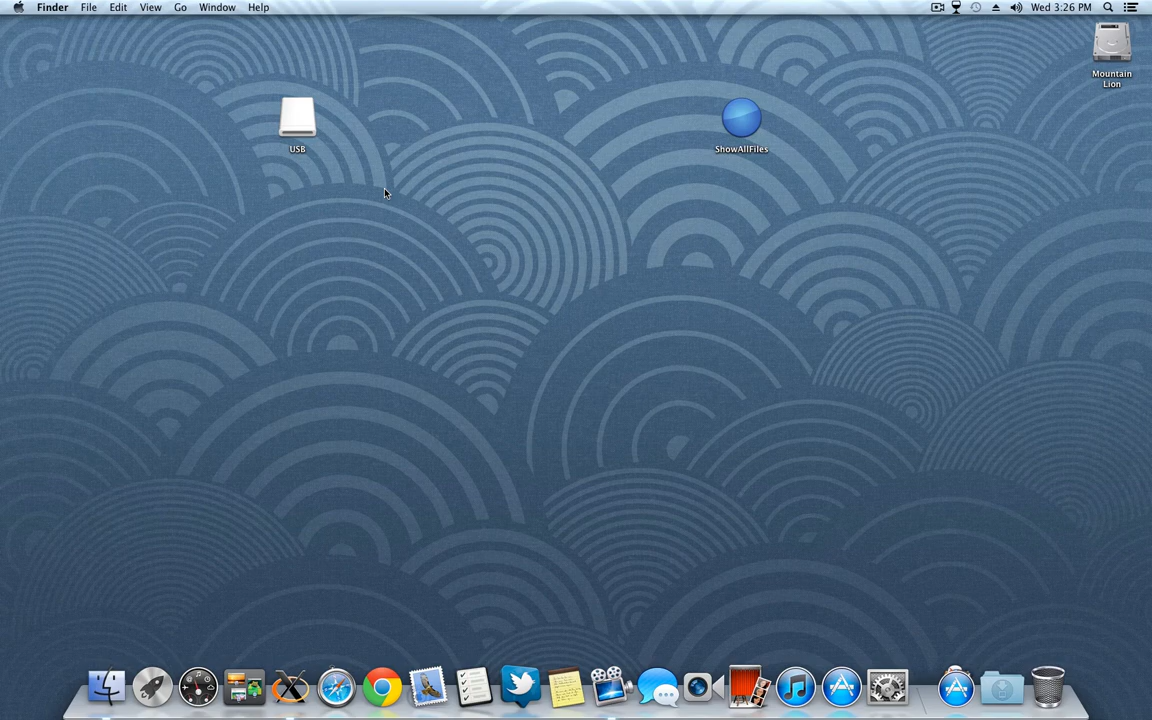 Finder File Edit View Go Window Help Wed 3:26 PM
Mountain
Lion
USB
ShowAllFiles